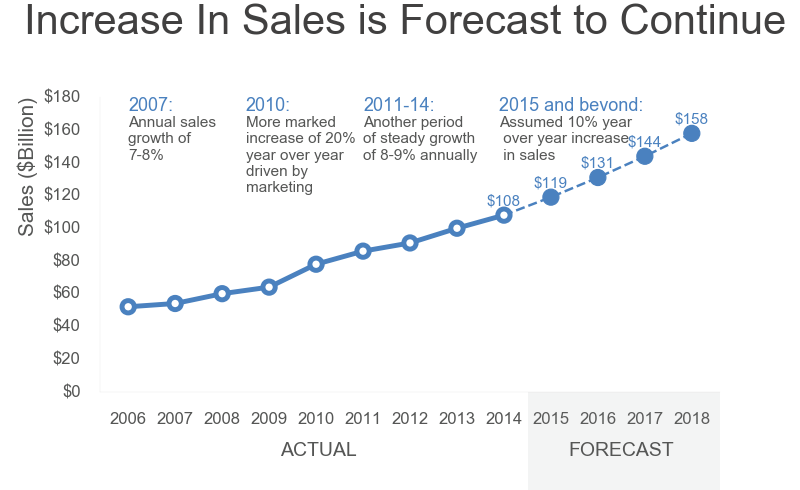 Increase In Sales is Forecast to Continue
Sales ($Billion)
$180
$160
$140
$120
$100
$80
$60
$40
$20
$0
2007:
Annual sales
growth of
7-8%
2010:
More marked
increase of 20%
year over year
driven by
marketing
2011-14:
Another period
of steady growth
of 8-9% annually
2015 and beyond:
Assumed 10% year
over year increase
in sales
$108
$119
$131
$144
$158
2006 2007 2008 2009 2010 2011 2012 2013 2014 2015 2016 2017 2018
ACTUAL FORECAST